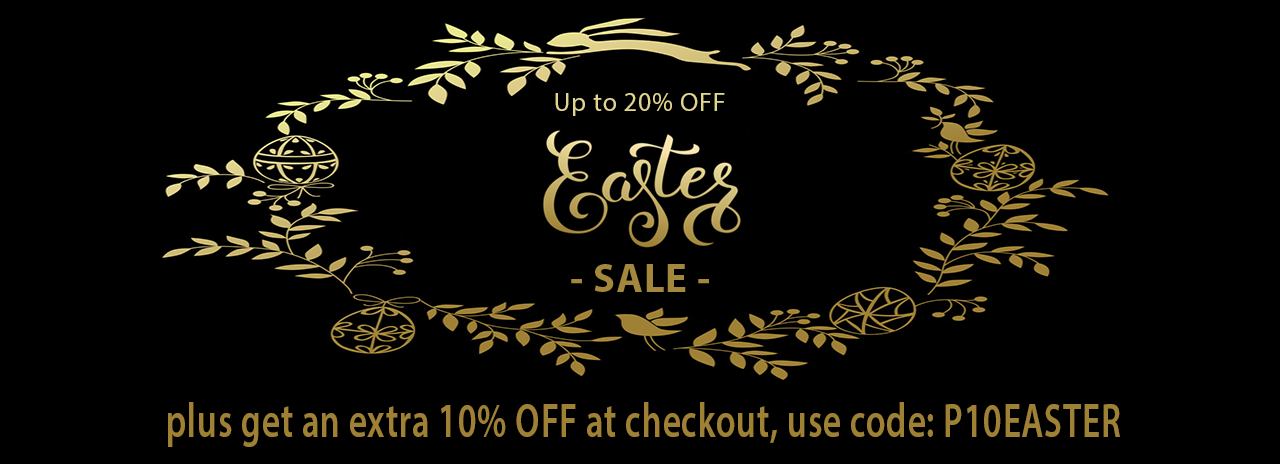 Up to 20% OFF
Easter
- SALE -
plus get an extra 10% OFF at checkout, use code: P10EASTER